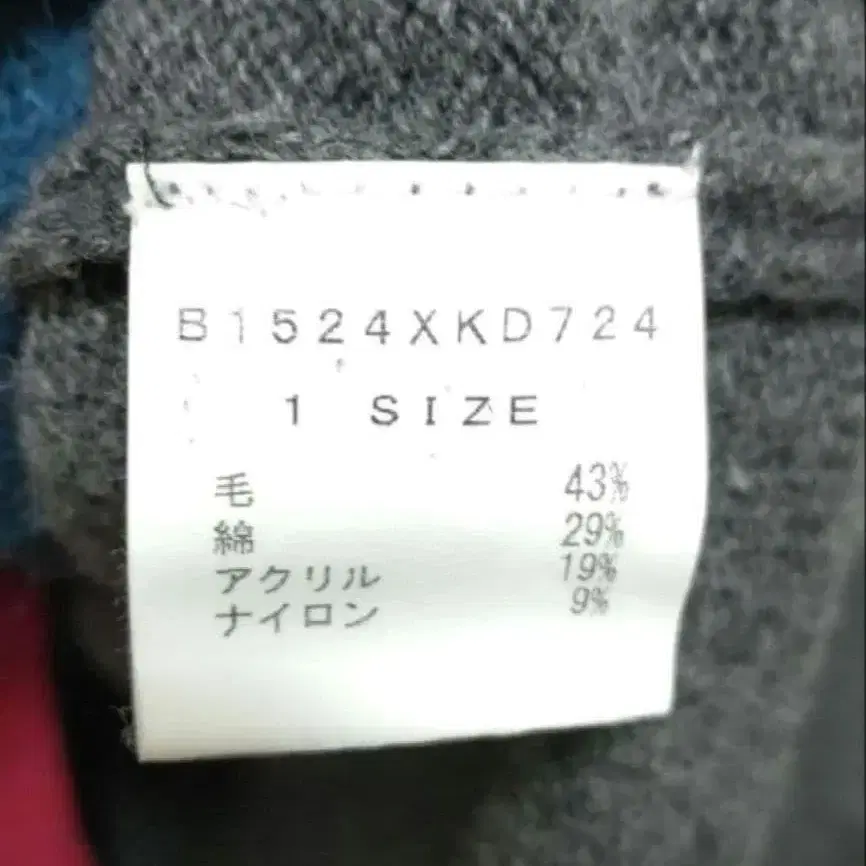 B1524XKD724
1 SIZE
毛 43%
綿 29%
アクリル 19%
ナイロン 9%